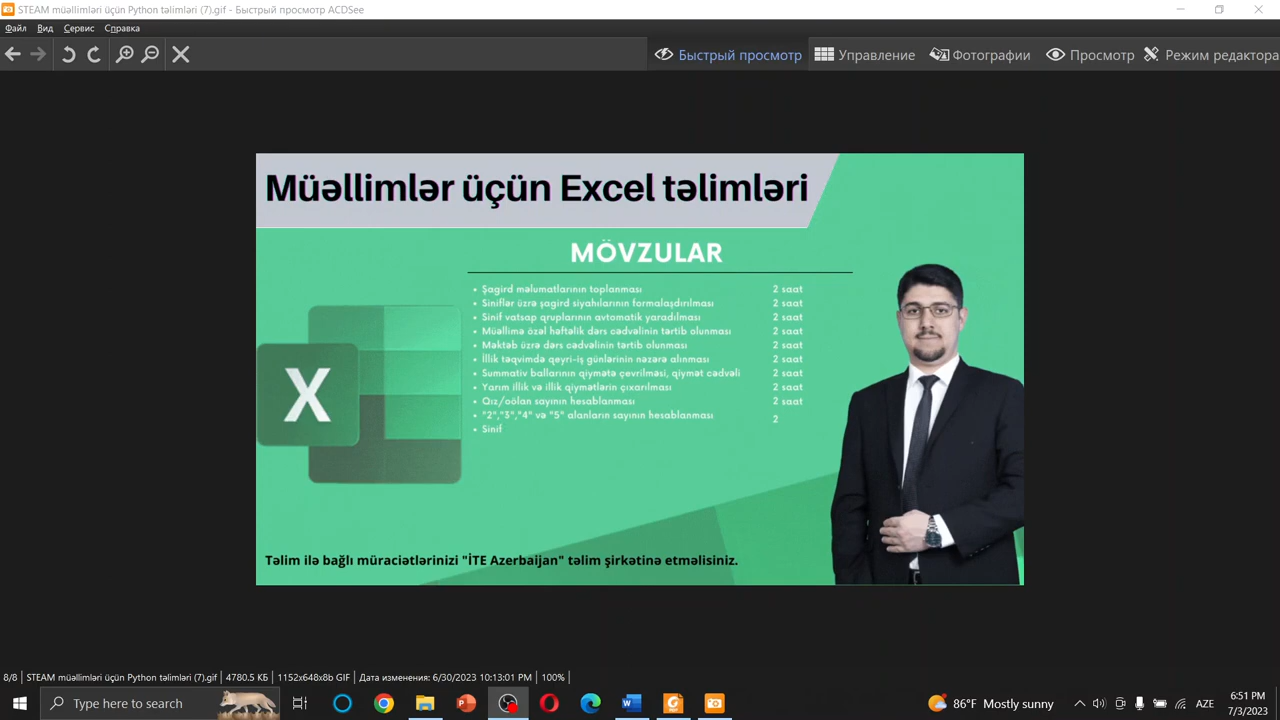 STEAM müəllimləri üçün Python təlimləri (7).gif - Быстрый просмотр ACDSee
Файл Вид Сервис Справка
Быстрый просмотр Управление Фотографии Просмотр Режим редактора
Müəllimlər üçün Excel təlimləri
MÖVZULAR
• Şagird məlumatlarının toplanması 2 saat
• Siniflər üzrə şagird siyahılarının formalaşdırılması 2 saat
• Sinif vatsap qruplarının avtomatik yaradılması 2 saat
• Müəllimə özəl həftəlik dərs cədvəlinin tərtib olunması 2 saat
• Məktəb üzrə dərs cədvəlinin tərtib olunması 2 saat
• İllik təqvimdə qeyri-iş günlərinin nəzərə alınması 2 saat
• Summativ ballarının qiymətə çevrilməsi, qiymət cədvəli 2 saat
• Yarım illik və illik qiymətlərin çıxarılması 2 saat
• Qız/oölan sayının hesablanması 2 saat
• "2","3","4" və "5" alanların sayının hesablanması 2
• Sinif
X
Təlim ilə bağlı müraciətlərinizi "İTE Azerbaijan" təlim şirkətinə etməlisiniz.
8/8 STEAM müəllimləri üçün Python təlimləri (7).gif 4780.5 КБ 1152x648x8b GIF Дата изменения: 6/30/2023 10:13:01 PM 100%
Type here to search
86°F Mostly sunny
AZE
6:51 PM
7/3/2023